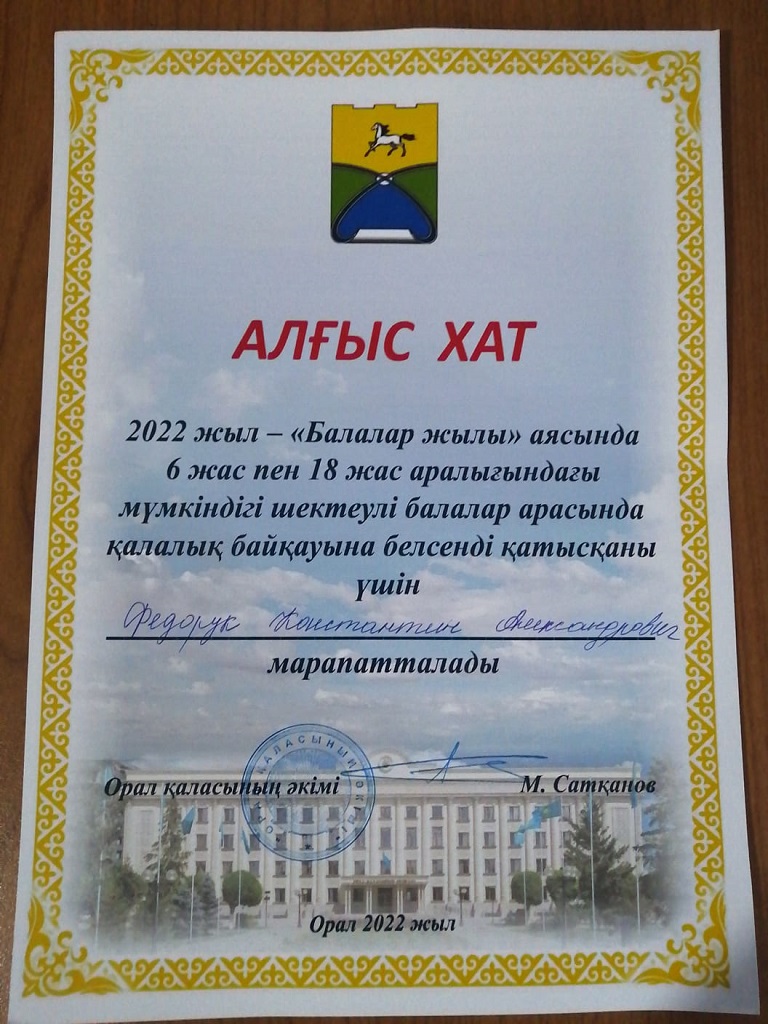 АЛҒЫС ХАТ
2022 жыл – «Балалар жылы» аясында
6 жас пен 18 жас аралығындағы
мүмкіндігі шектеулі балалар арасында
қалалық байқауына белсенді қатысқаны
үшін
Федорук Константин Александрович
марапатталады
Орал қаласының әкімі М. Сатқанов
Орал 2022 жыл